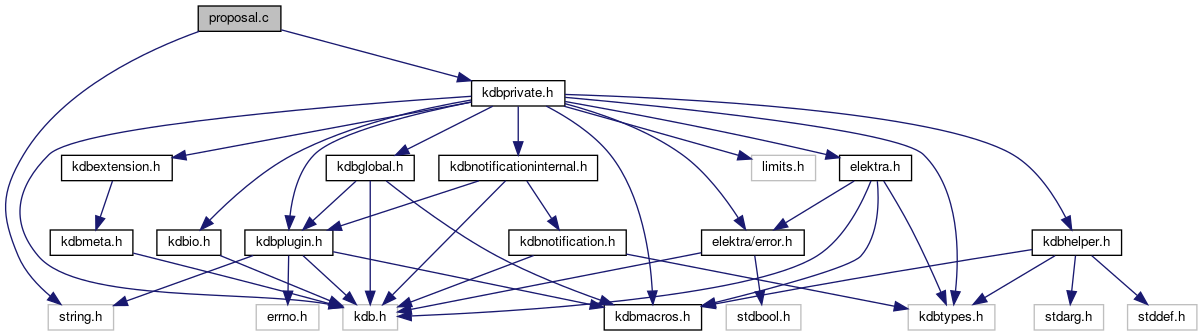 proposal.c
kdbprivate.h
kdbextension.h
kdbglobal.h
kdbnotificationinternal.h
limits.h
elektra.h
kdbmeta.h
kdbio.h
kdbplugin.h
kdbnotification.h
elektra/error.h
kdbhelper.h
string.h
errno.h
kdb.h
kdbmacros.h
stdbool.h
kdbtypes.h
stdarg.h
stddef.h